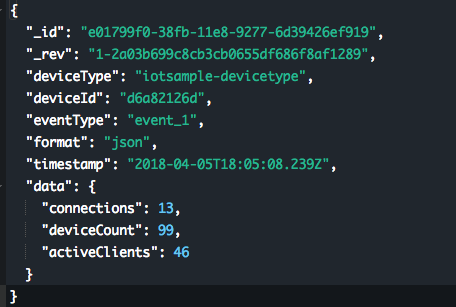 {
"_id": "e01799f0-38fb-11e8-9277-6d39426ef919",
"_rev": "1-2a03b699c8cb3cb0655df686f8af1289",
"deviceType": "iotsample-devicetype",
"deviceId": "d6a82126d",
"eventType": "event_1",
"format": "json",
"timestamp": "2018-04-05T18:05:08.239Z",
"data": {
"connections": 13,
"deviceCount": 99,
"activeClients": 46
}
}